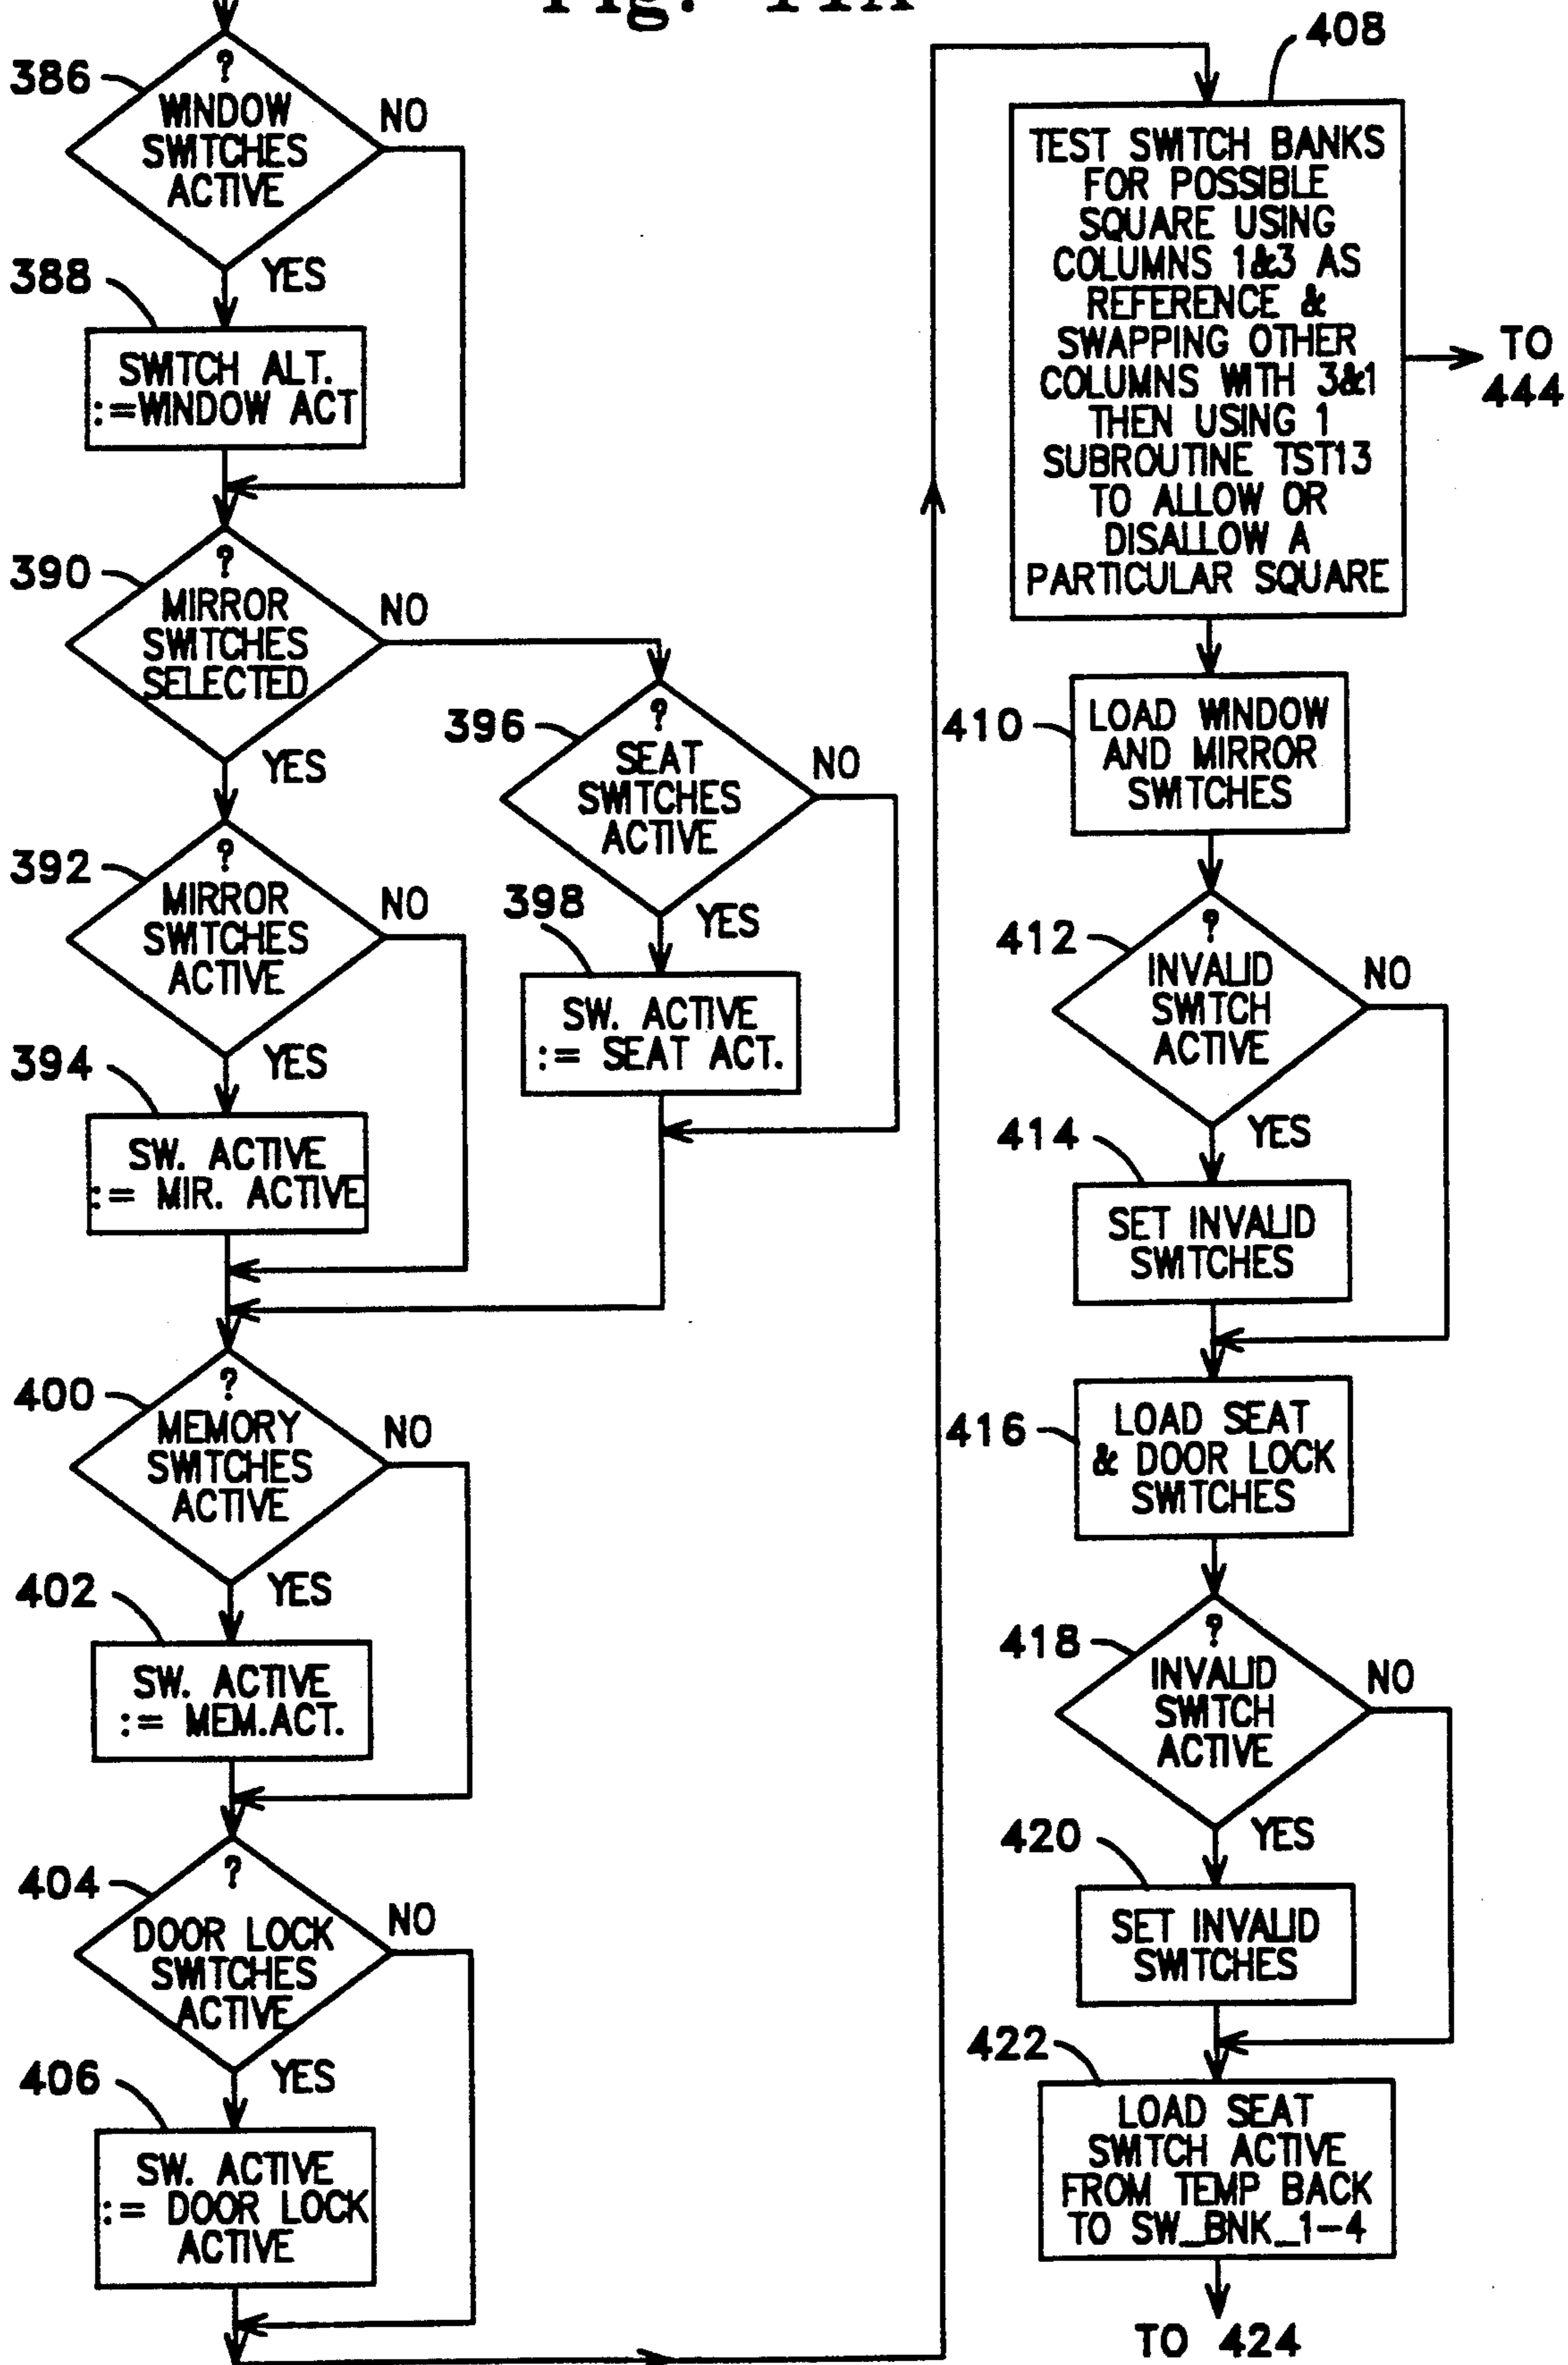 Fig. 11A
386
?
WINDOW
SWITCHES
ACTIVE
NO
YES
388
SWITCH ALT.
:=WINDOW ACT
390
?
MIRROR
SWITCHES
SELECTED
NO
YES
392
?
MIRROR
SWITCHES
ACTIVE
NO
YES
394
SW. ACTIVE
:= MIR. ACTIVE
396
?
SEAT
SWITCHES
ACTIVE
NO
YES
398
SW. ACTIVE
:= SEAT ACT.
400
?
MEMORY
SWITCHES
ACTIVE
NO
YES
402
SW. ACTIVE
:= MEM.ACT.
404
?
DOOR LOCK
SWITCHES
ACTIVE
NO
YES
406
SW. ACTIVE
:= DOOR LOCK
ACTIVE
408
TEST SWITCH BANKS
FOR POSSIBLE
SQUARE USING
COLUMNS 1&3 AS
REFERENCE &
SWAPPING OTHER
COLUMNS WITH 3&1
THEN USING 1
SUBROUTINE TST13
TO ALLOW OR
DISALLOW A
PARTICULAR SQUARE
TO
444
410
LOAD WINDOW
AND MIRROR
SWITCHES
412
?
INVALID
SWITCH
ACTIVE
NO
YES
414
SET INVALID
SWITCHES
416
LOAD SEAT
& DOOR LOCK
SWITCHES
418
?
INVALID
SWITCH
ACTIVE
NO
YES
420
SET INVALID
SWITCHES
422
LOAD SEAT
SWITCH ACTIVE
FROM TEMP BACK
TO SW_BNK_1-4
TO 424